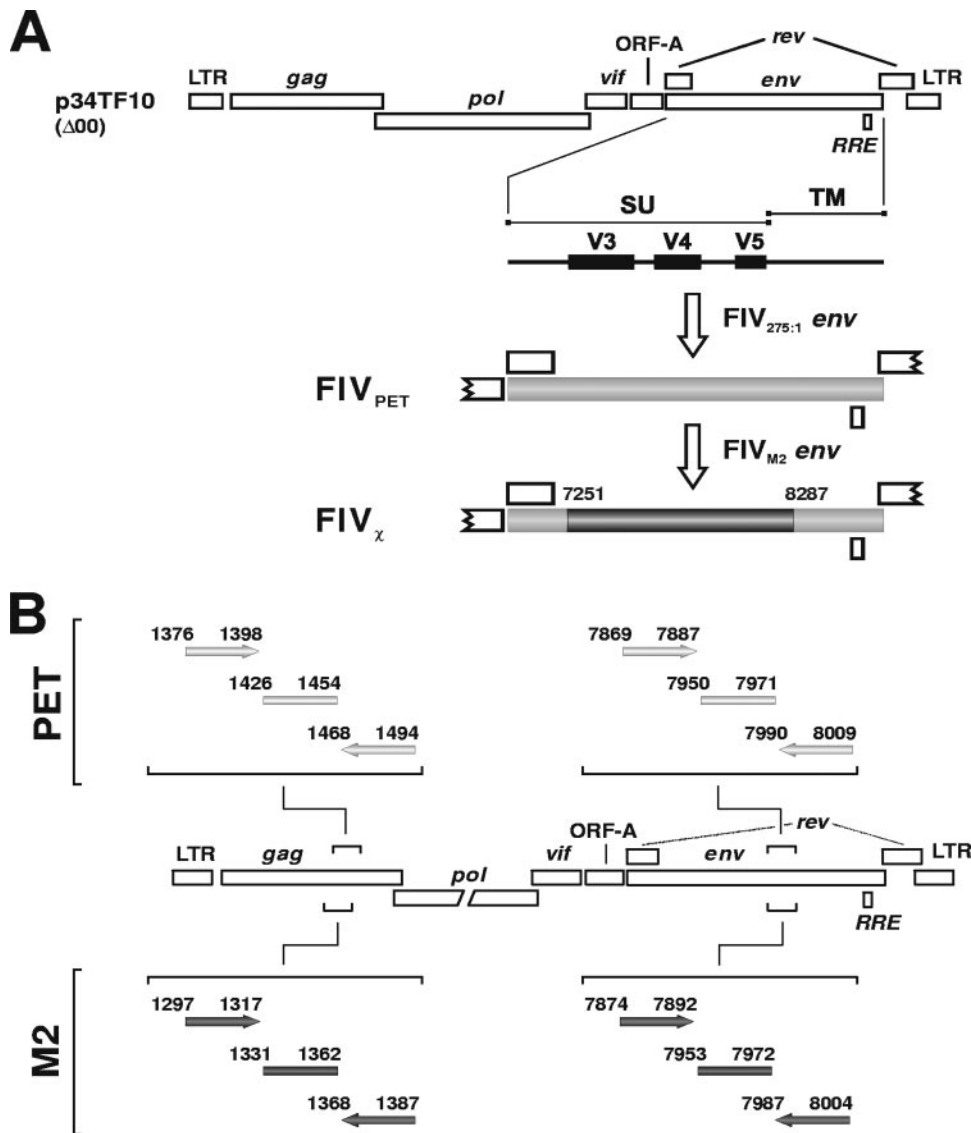 A
ORF-A
rev
LTR
gag
vif
env
LTR
p34TF10
(Δ00)
pol
RRE
SU
TM
V3
V4
V5
FIV275:1 env
FIVPET
FIVM2 env
7251
8287
FIVχ
B
PET
1376
1398
7869
7887
1426
1454
7950
7971
1468
1494
7990
8009
ORF-A
rev
LTR
gag
pol
vif
env
LTR
RRE
M2
1297
1317
7874
7892
1331
1362
7953
7972
1368
1387
7987
8004